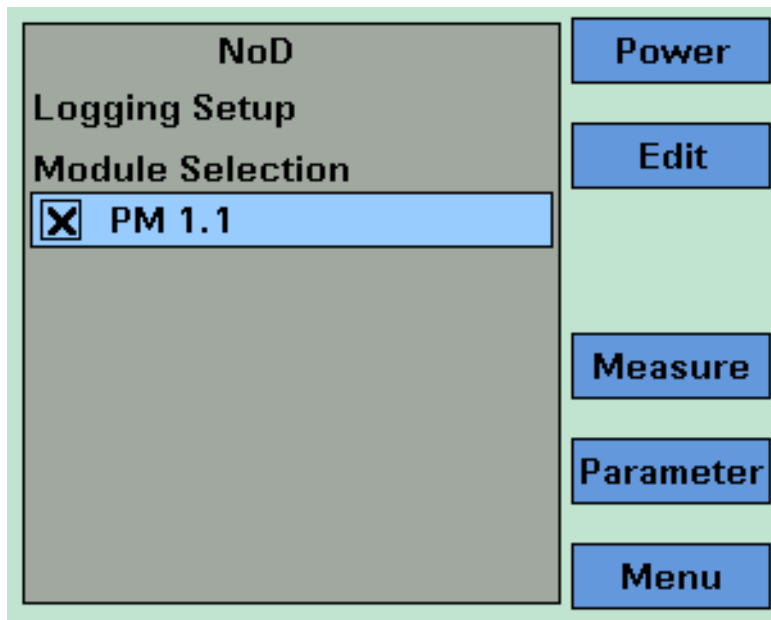 NoD
Logging Setup
Module Selection
PM 1.1
Power
Edit
Measure
Parameter
Menu